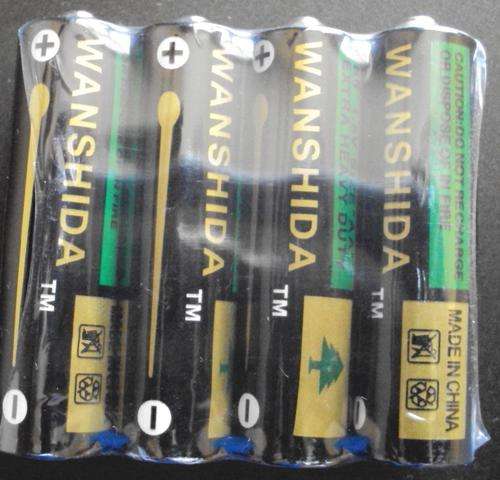 WANSHIDA
TM
WANSHIDA
TM
WANSHIDA
TM
EXTRA HEAVY DUTY
WANSHIDA
TM
CAUTION:DO NOT RECHARGE
OR DISPOSE OF IN FIRE
MADE IN CHINA